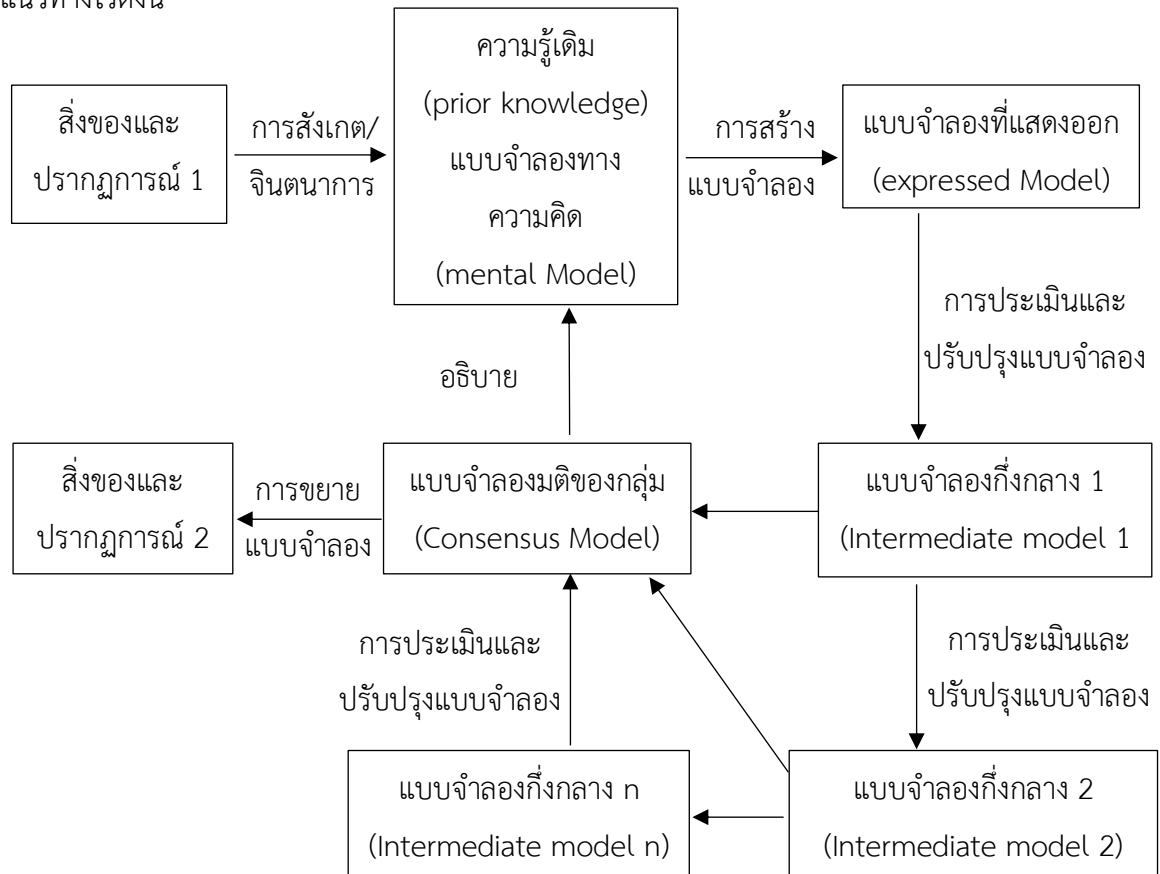 ความรู้เดิม
(prior knowledge)
แบบจำลองทาง
ความคิด
(mental Model)
สิ่งของและ
ปรากฏการณ์ 1
การสังเกต/
จินตนาการ
การสร้าง
แบบจำลอง
แบบจำลองที่แสดงออก
(expressed Model)
การประเมินและ
ปรับปรุงแบบจำลอง
อธิบาย
สิ่งของและ
ปรากฏการณ์ 2
การขยาย
แบบจำลอง
แบบจำลองมติของกลุ่ม
(Consensus Model)
แบบจำลองกึ่งกลาง 1
(Intermediate model 1
การประเมินและ
ปรับปรุงแบบจำลอง
การประเมินและ
ปรับปรุงแบบจำลอง
แบบจำลองกึ่งกลาง n
(Intermediate model n)
แบบจำลองกึ่งกลาง 2
(Intermediate model 2)